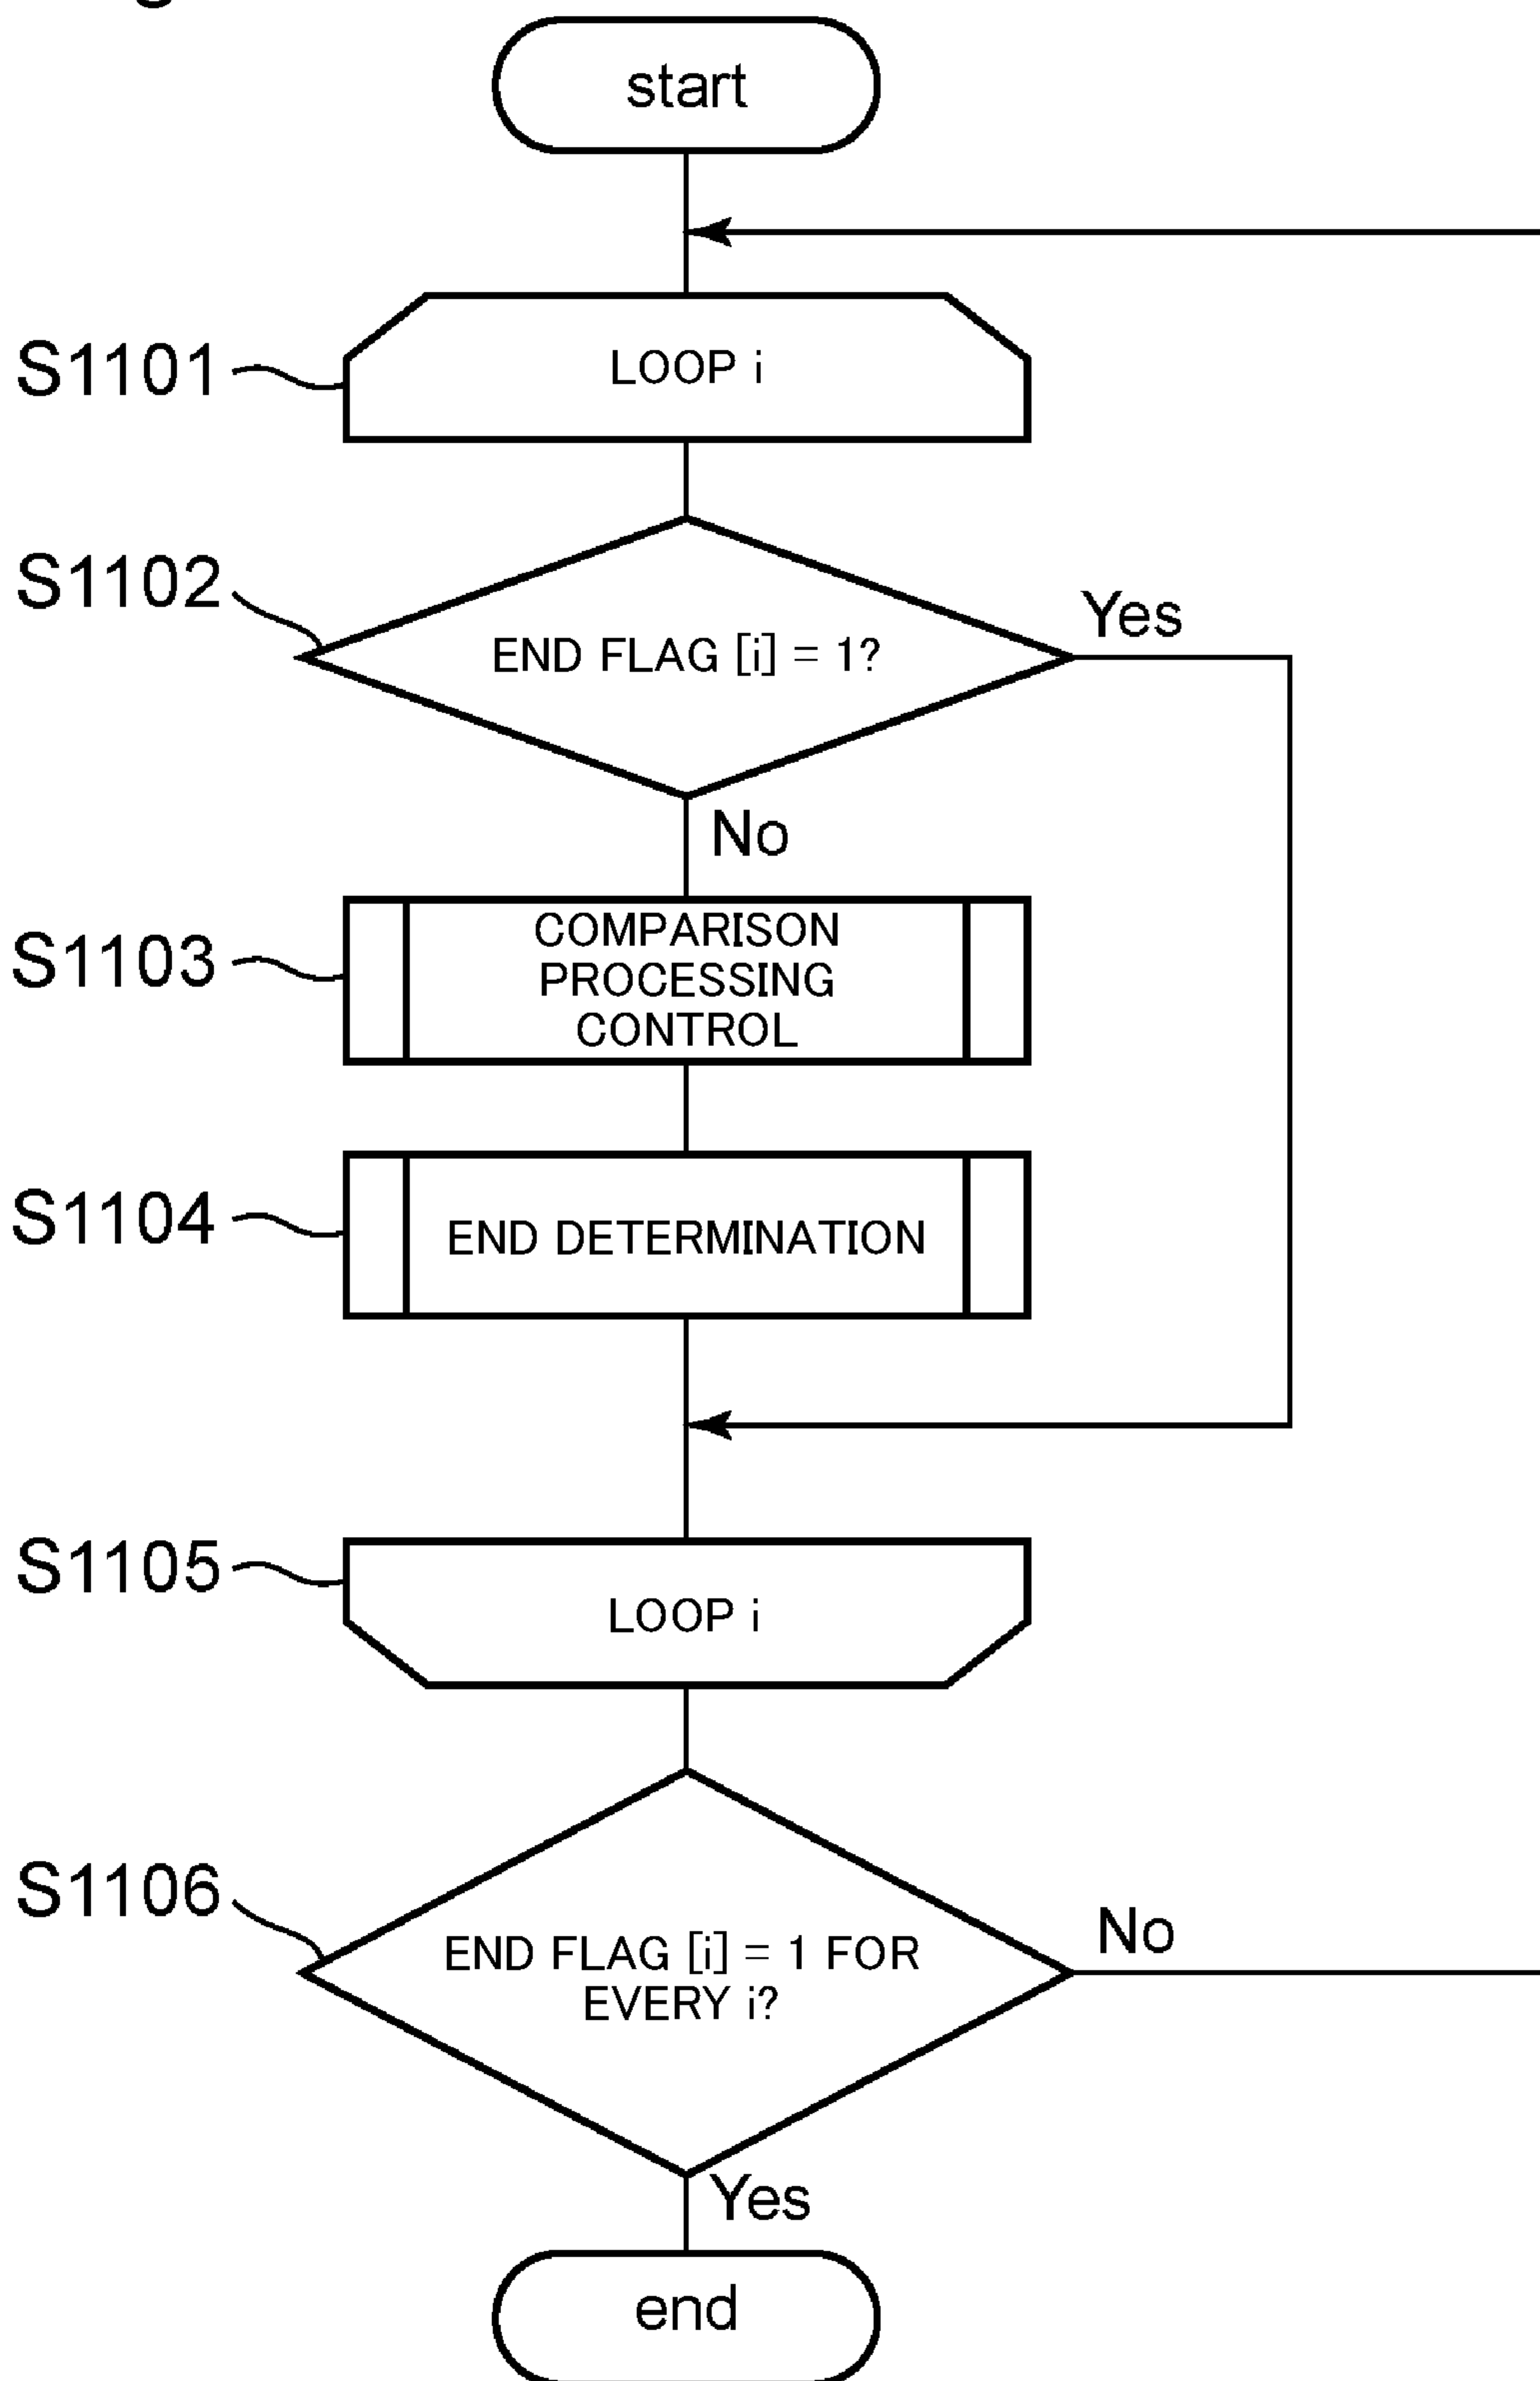 start
S1101
LOOP i
S1102
END FLAG [i] = 1?
Yes
No
S1103
COMPARISON
PROCESSING
CONTROL
S1104
END DETERMINATION
S1105
LOOP i
S1106
END FLAG [i] = 1 FOR
EVERY i?
No
Yes
end